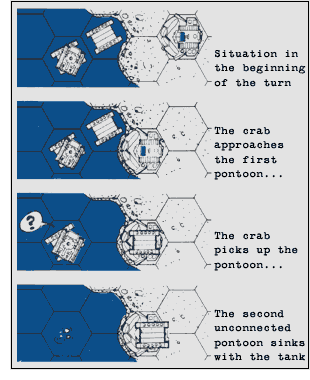 Situation in
the beginning
of the turn
The crab
approaches
the first
pontoon...
?
The crab
picks up the
pontoon...
The second
unconnected
pontoon sinks
with the tank